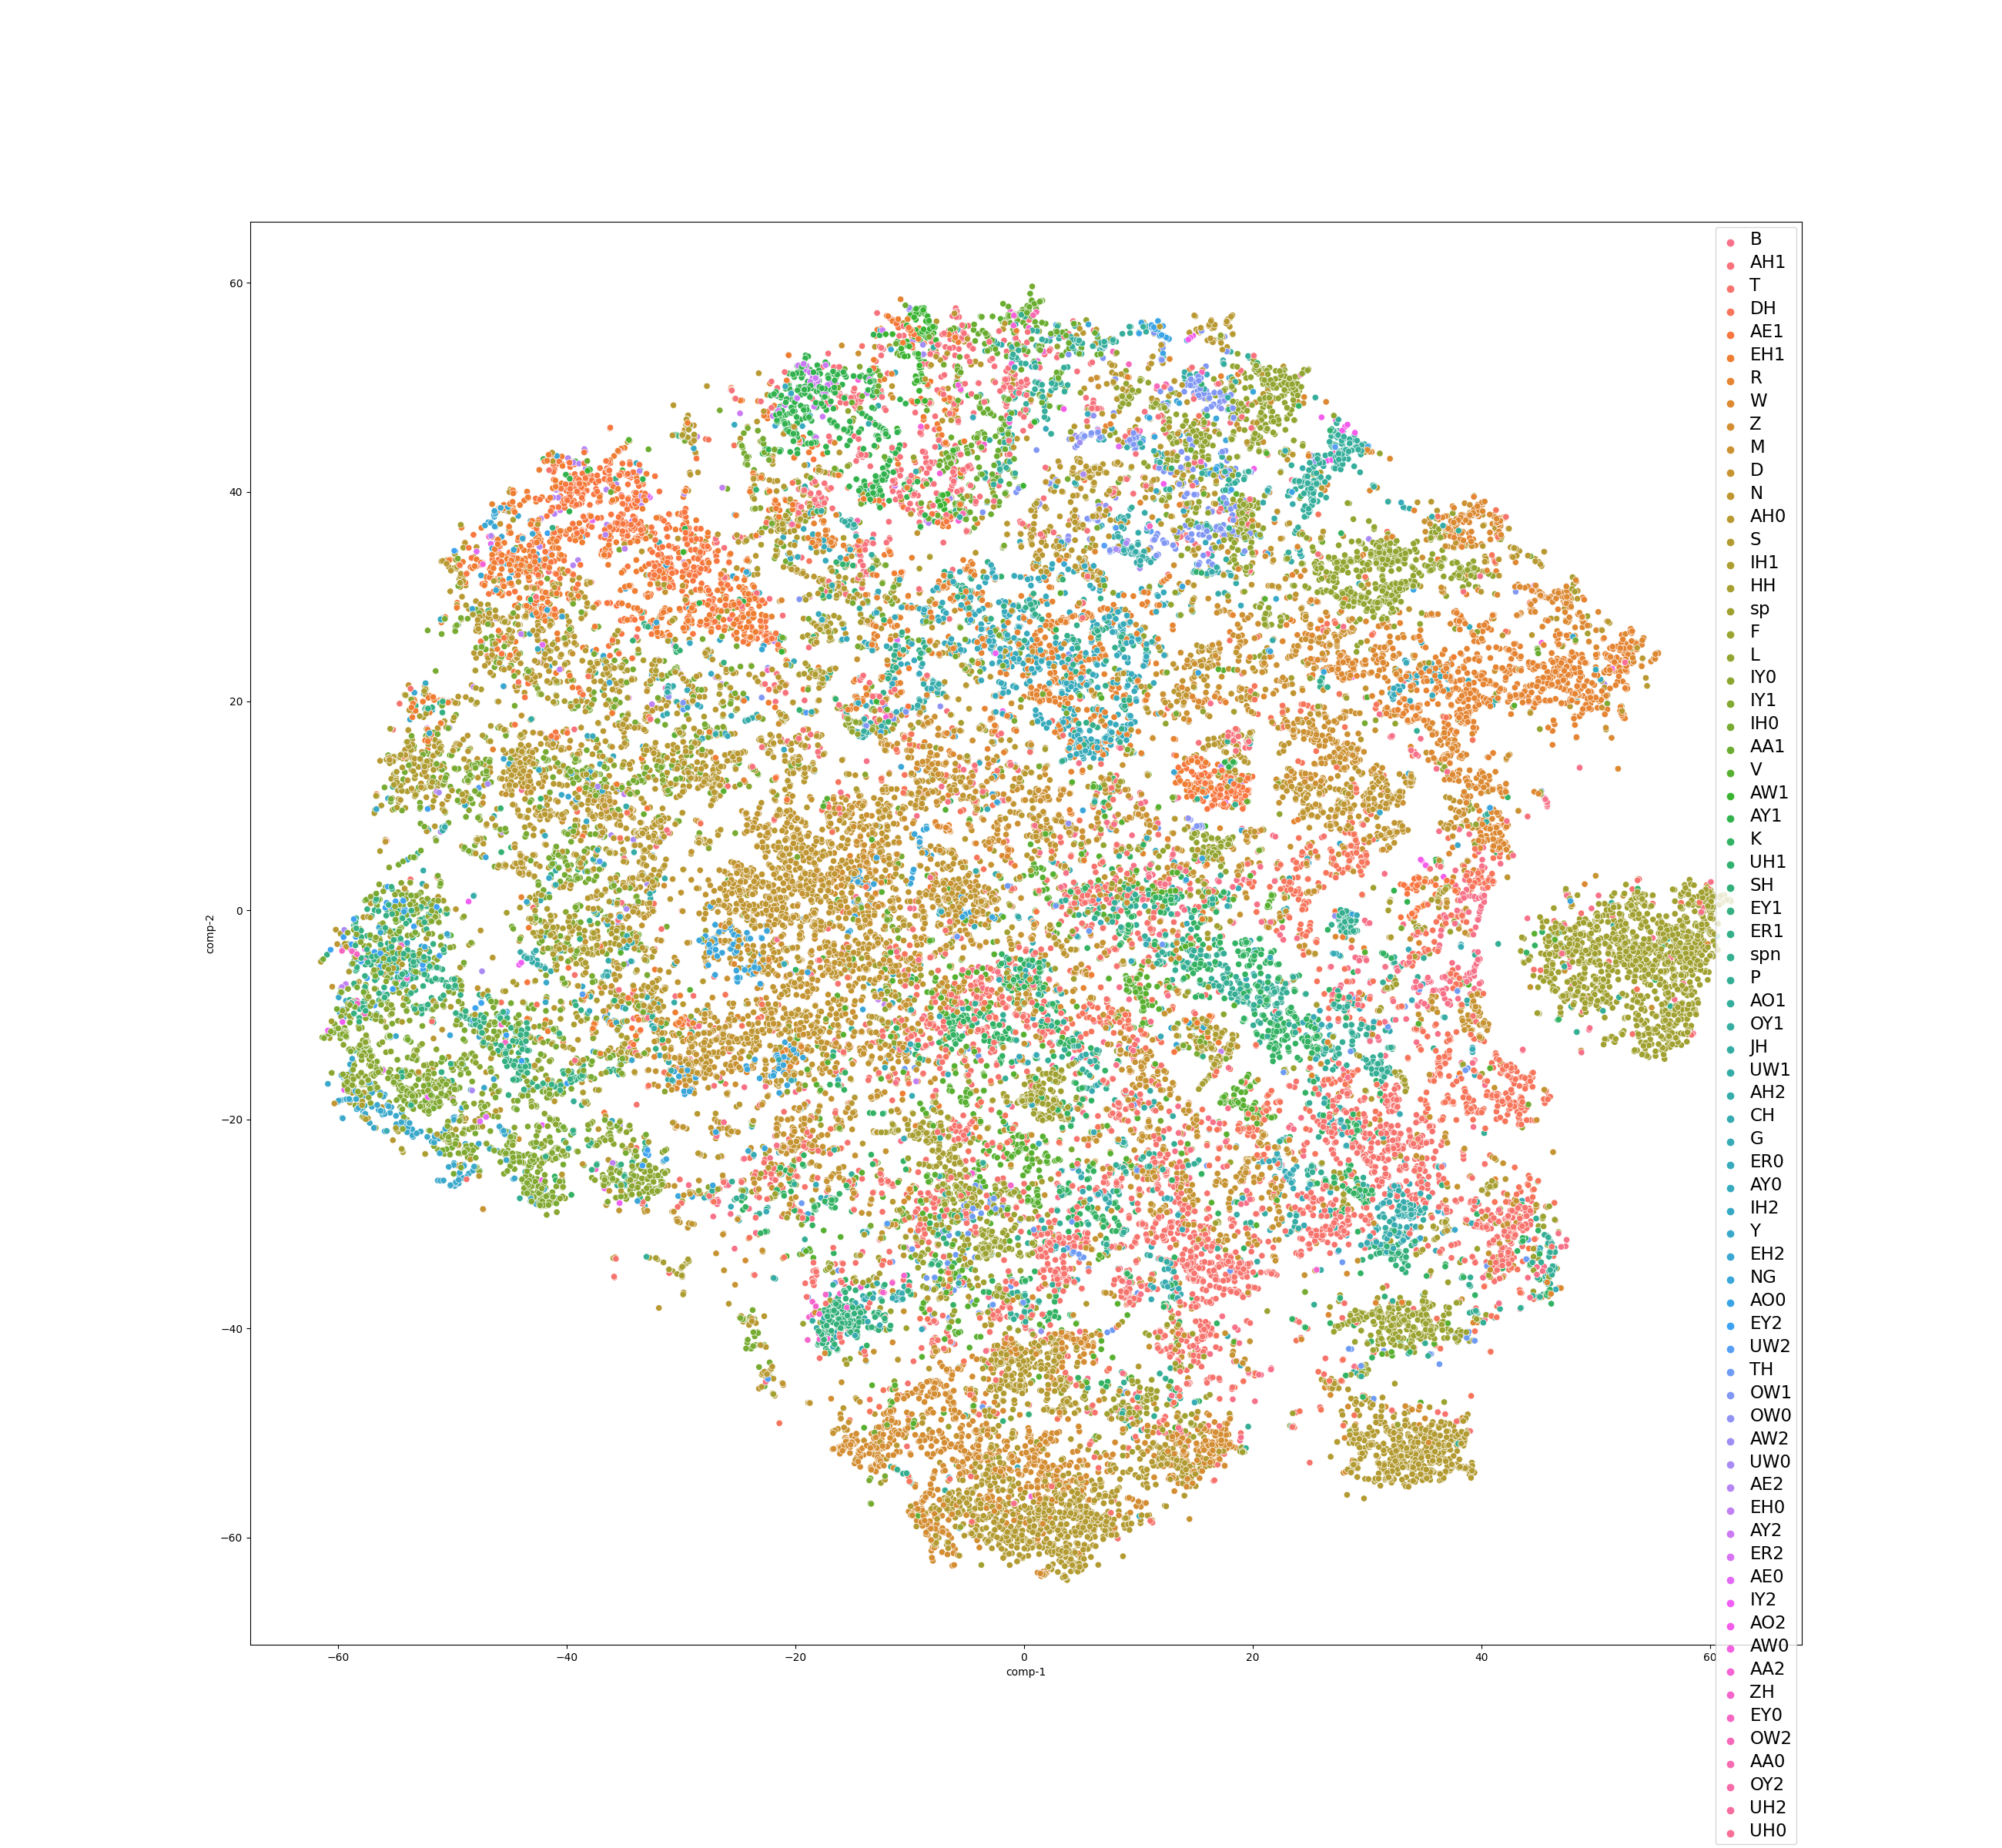 60
40
20
0
−20
−40
−60
comp-2
−60
−40
−20
0
20
40
60
comp-1
B
AH1
T
DH
AE1
EH1
R
W
Z
M
D
N
AH0
S
IH1
HH
sp
F
L
IY0
IY1
IH0
AA1
V
AW1
AY1
K
UH1
SH
EY1
ER1
spn
P
AO1
OY1
JH
UW1
AH2
CH
G
ER0
AY0
IH2
Y
EH2
NG
AO0
EY2
UW2
TH
OW1
OW0
AW2
UW0
AE2
EH0
AY2
ER2
AE0
IY2
AO2
AW0
AA2
ZH
EY0
OW2
AA0
OY2
UH2
UH0